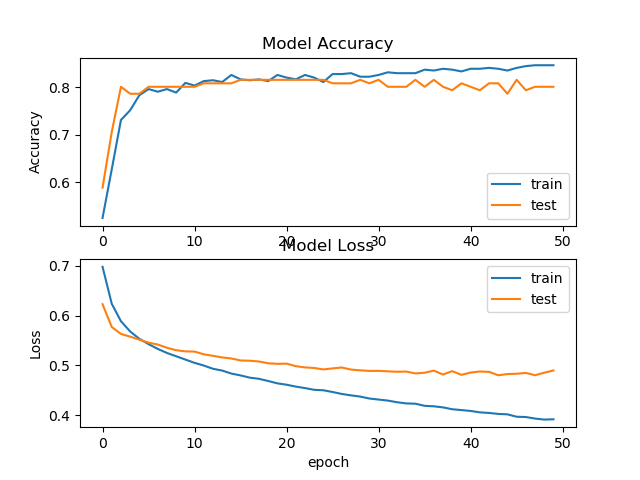 Model Accuracy
Accuracy
0.8
0.7
0.6
train
test
0 10 20 30 40 50
Model Loss
Loss
0.7
0.6
0.5
0.4
train
test
0 10 20 30 40 50
epoch